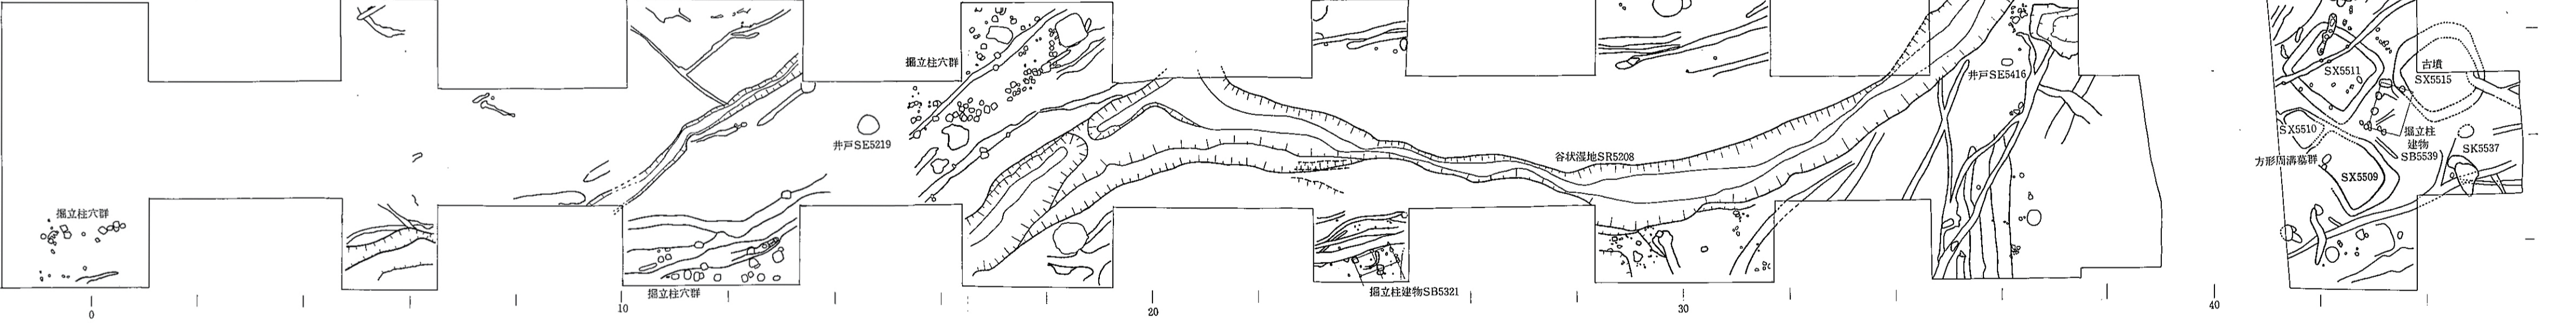 掘立柱穴群
掘立柱穴群
井戸SE5219
掘立柱穴群
掘立柱建物SB5321
谷状湿地SR5208
井戸SE5416
SX5511
古墳
SX5515
SX5510
掘立柱
建物
SB5539
SK5537
方形周溝墓群
SX5509
0
10
20
30
40